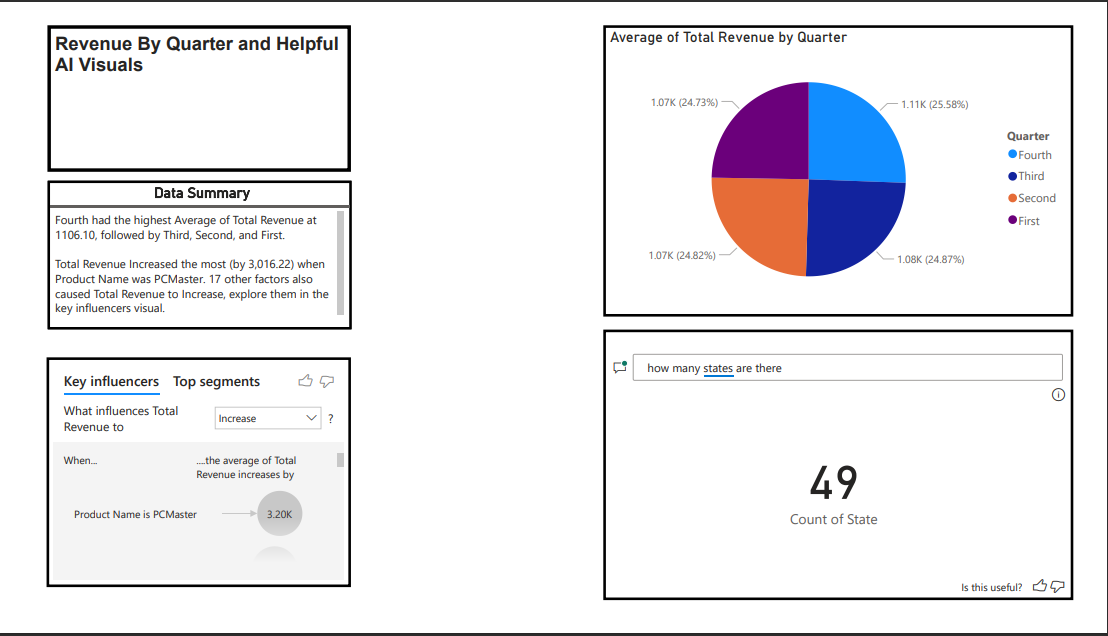 Revenue By Quarter and Helpful
AI Visuals
Data Summary
Fourth had the highest Average of Total Revenue at
1106.10, followed by Third, Second, and First.
Total Revenue Increased the most (by 3,016.22) when
Product Name was PCMaster. 17 other factors also
caused Total Revenue to Increase, explore them in the
key influencers visual.
Key influencers Top segments
What influences Total
Revenue to
Increase
?
When...
....the average of Total
Revenue increases by
Product Name is PCMaster
3.20K
Average of Total Revenue by Quarter
1.07K (24.73%)
1.11K (25.58%)
1.07K (24.82%)
1.08K (24.87%)
Quarter
Fourth
Third
Second
First
how many states are there
49
Count of State
Is this useful?